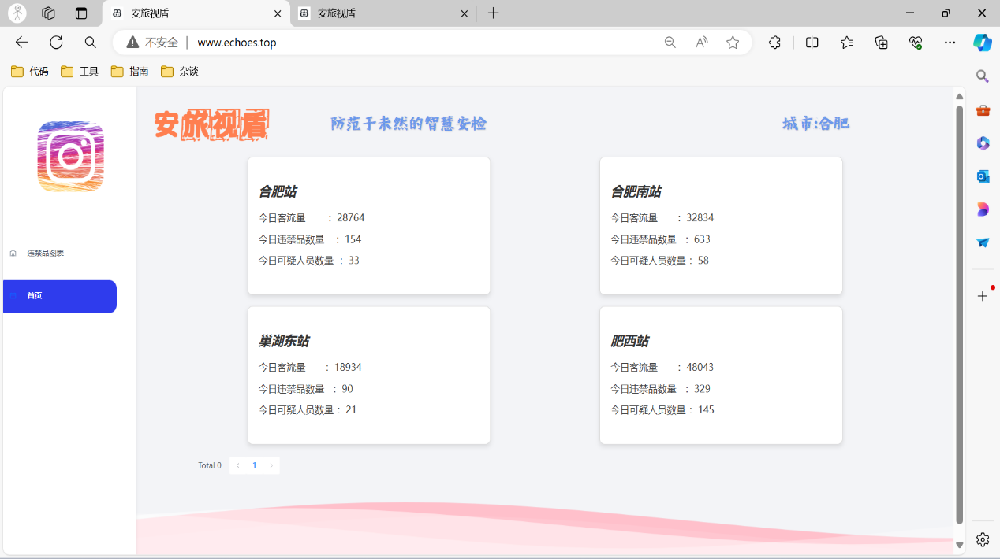 安旅视盾
安旅视盾
不安全 | www.echoes.top
代码 工具 指南 杂谈
安旅视盾 防范于未然的智慧安检 城市:合肥
违禁品图表
首页
合肥站
今日客流量 : 28764
今日违禁品数量 : 154
今日可疑人员数量 : 33
合肥南站
今日客流量 : 32834
今日违禁品数量 : 633
今日可疑人员数量 : 58
巢湖东站
今日客流量 : 18934
今日违禁品数量 : 90
今日可疑人员数量 : 21
肥西站
今日客流量 : 48043
今日违禁品数量 : 329
今日可疑人员数量 : 145
Total 0 1